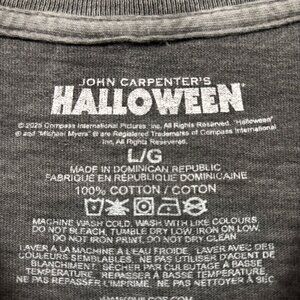 JOHN CARPENTER'S
HALLOWEEN
© 2025 Compass International Pictures, Inc. All Rights Reserved. "Halloween"
® and "Michael Myers" ® are Registered Trademarks of Compass International Pictures, Inc.
All Rights Reserved.
L/G
MADE IN DOMINICAN REPUBLIC
FABRIQUÉ EN RÉPUBLIQUE DOMINICAINE
100% COTTON / COTON
MACHINE WASH COLD. WASH WITH LIKE COLOURS
DO NOT BLEACH, TUMBLE DRY LOW, IRON ON LOW.
DO NOT IRON PRINT, DO NOT DRY CLEAN.
LAVER A LA MACHINE A L'EAU FROIDE. LAVER AVEC DES
COULEURS SEMBLABLES. NE PAS UTILISER D'AGENT DE
BLANCHIMENT. SÉCHER PAR CULBUTAGE À BASSE
TEMPÉRATURE. REPASSER À BASSE TEMPÉRATURE.
NE PAS REPASSER L'IMPRIMÉ. NE PAS NETTOYER À SEC